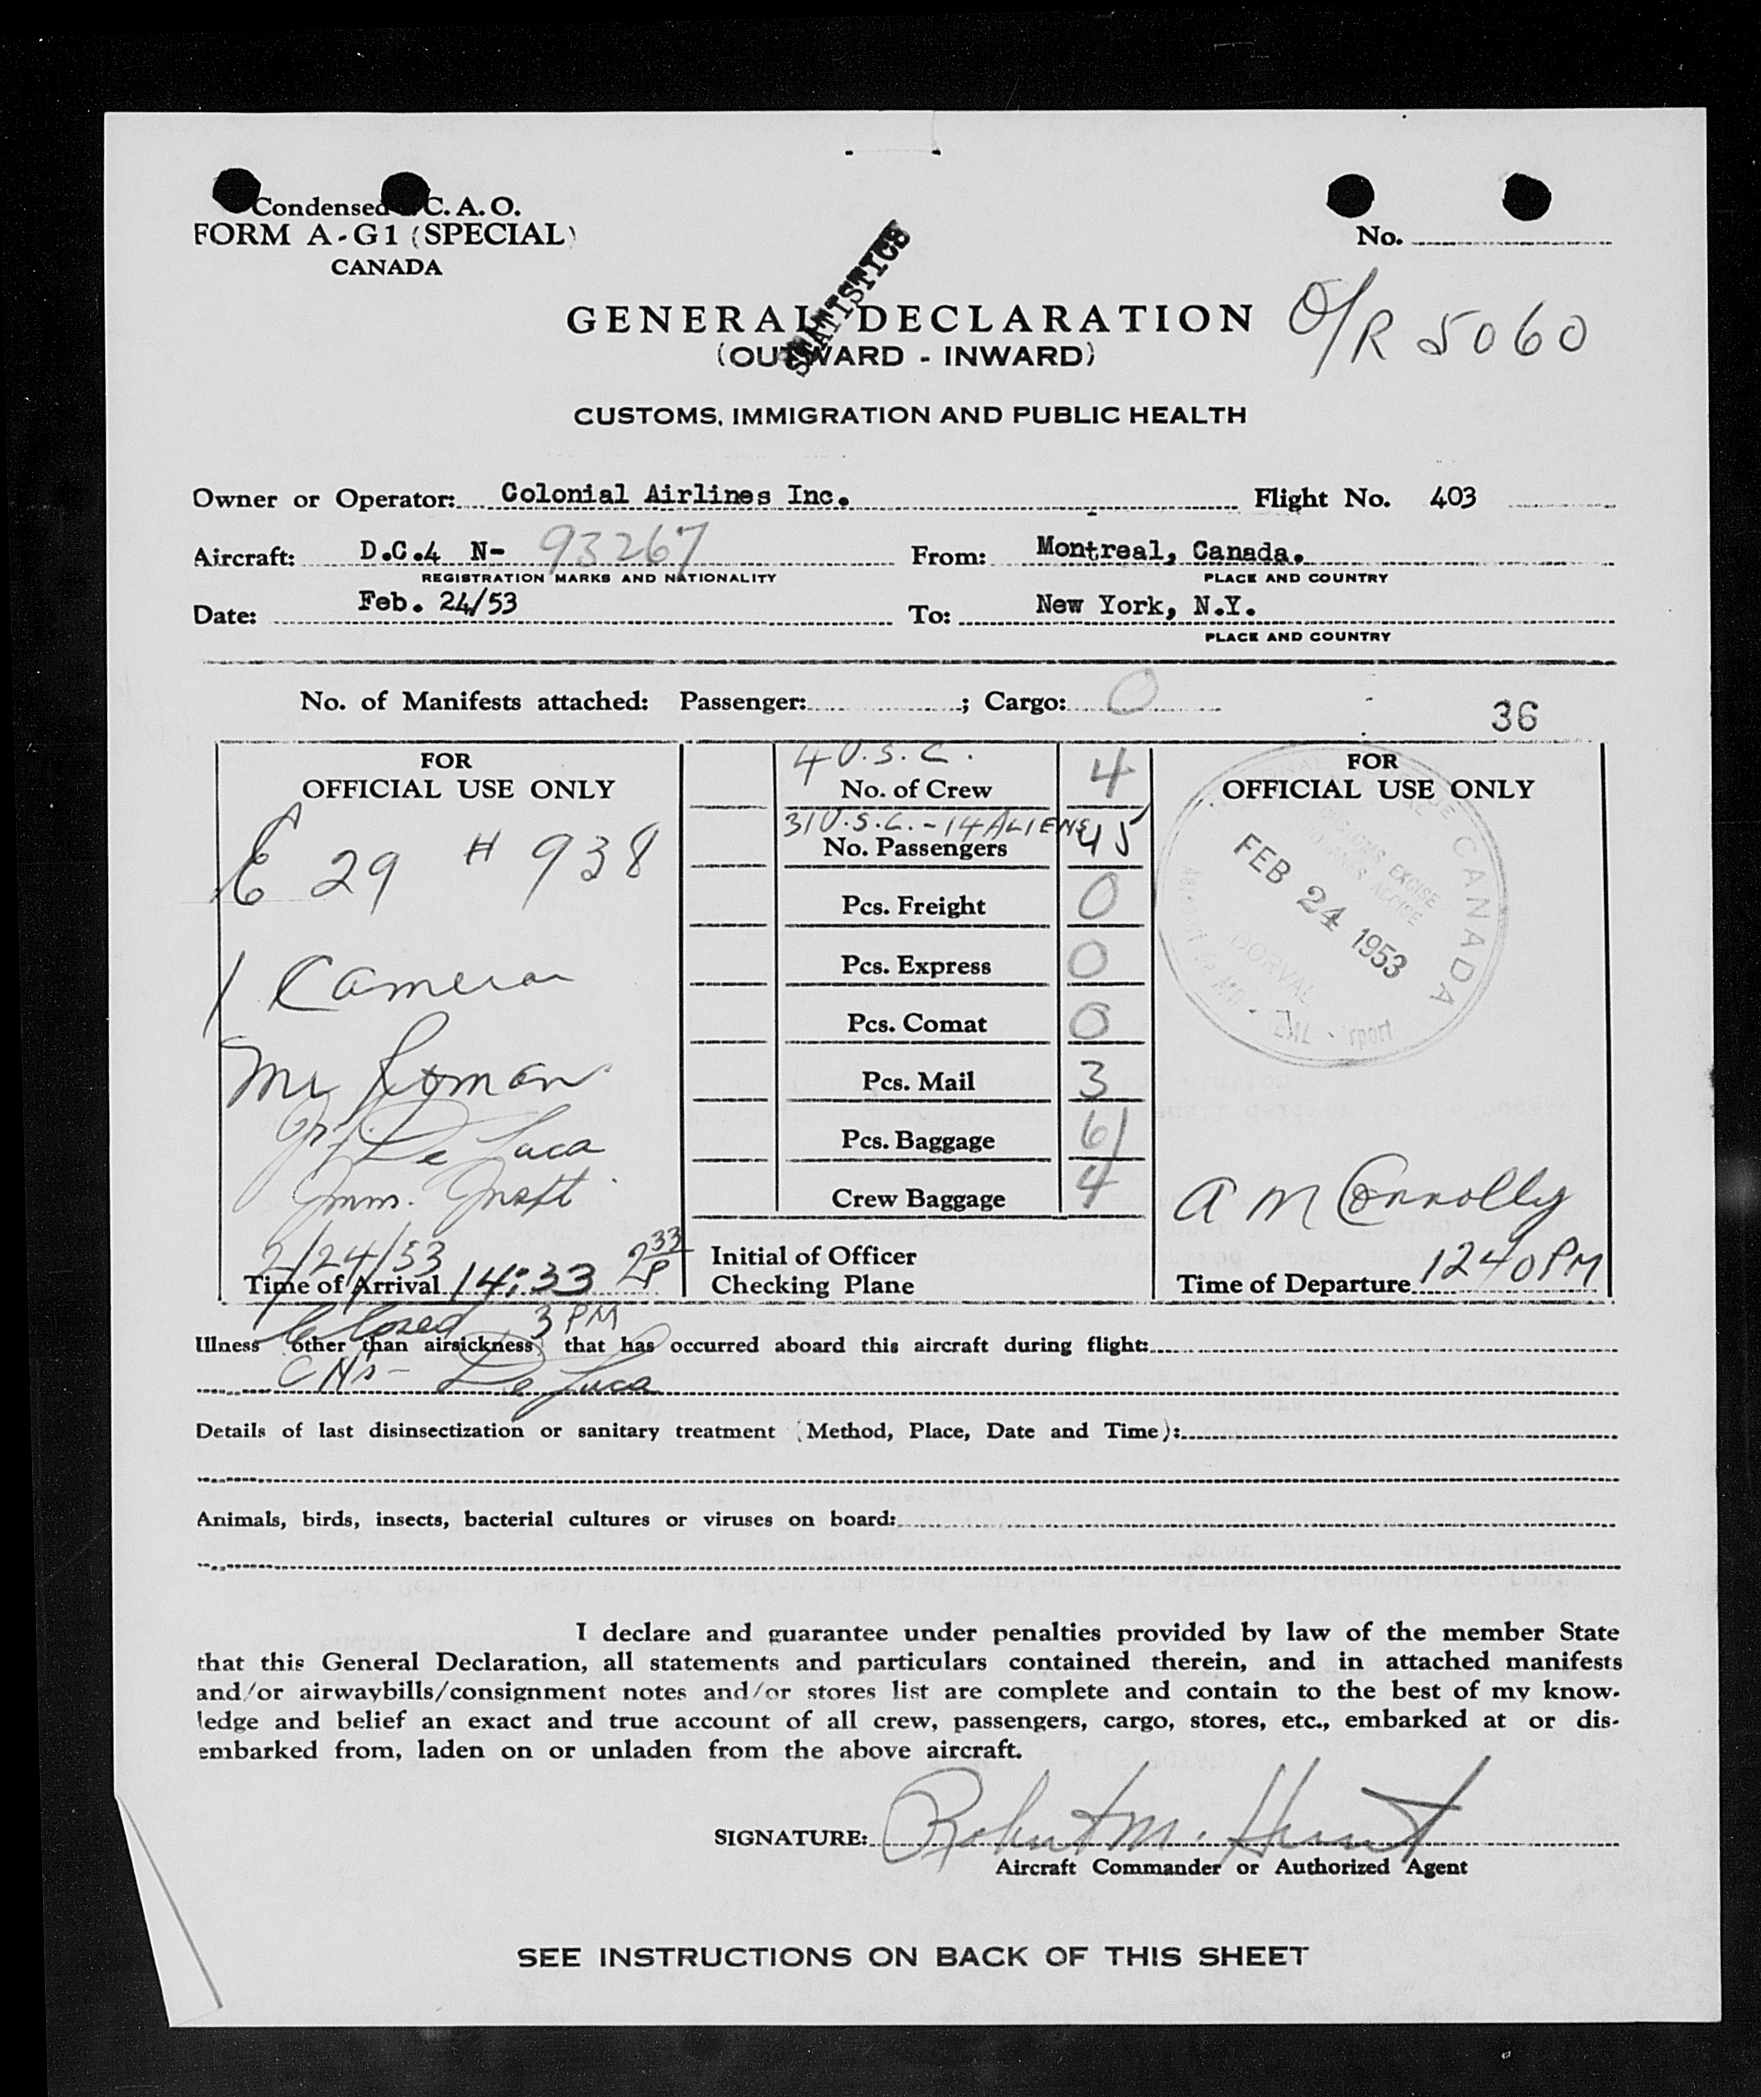 Condensed C. A. O.
FORM A-G1 (SPECIAL)
CANADA
No.
STATISTICS
GENERAL DECLARATION
O/R 5060
(OUTWARD - INWARD)
CUSTOMS, IMMIGRATION AND PUBLIC HEALTH
Owner or Operator: Colonial Airlines Inc. Flight No. 403
Aircraft: D.C.4 N- 93267 From: Montreal, Canada.
REGISTRATION MARKS AND NATIONALITY PLACE AND COUNTRY
Date: Feb. 24/53 To: New York, N.Y.
PLACE AND COUNTRY
No. of Manifests attached: Passenger: ; Cargo: 0
36
FOR
OFFICIAL USE ONLY
29 # 938
1 Cameron
De Luca
Imm. Inspt.
2/24/53
Time of Arrival 14:33 2 33 P
4 U.S.C.
No. of Crew 4
31 U.S.C. - 14 ALIENS
No. Passengers 45
Pcs. Freight 0
Pcs. Express 0
Pcs. Comat 0
Pcs. Mail 3
Pcs. Baggage 61
Crew Baggage 4
Initial of Officer
Checking Plane
FOR
OFFICIAL USE ONLY
CANADA
CUSTOMS EXCISE
FEB 24 1953
DORVAL
A M Connolly
Time of Departure 1240 PM
Closed 3 PM
Illness other than airsickness) that has occurred aboard this aircraft during flight:
De Luca
Details of last disinsectization or sanitary treatment (Method, Place, Date and Time):
Animals, birds, insects, bacterial cultures or viruses on board:
I declare and guarantee under penalties provided by law of the member State
that this General Declaration, all statements and particulars contained therein, and in attached manifests
and/or airwaybills/consignment notes and/or stores list are complete and contain to the best of my know-
ledge and belief an exact and true account of all crew, passengers, cargo, stores, etc., embarked at or dis-
embarked from, laden on or unladen from the above aircraft.
SIGNATURE: Robert M. Hunt
Aircraft Commander or Authorized Agent
SEE INSTRUCTIONS ON BACK OF THIS SHEET